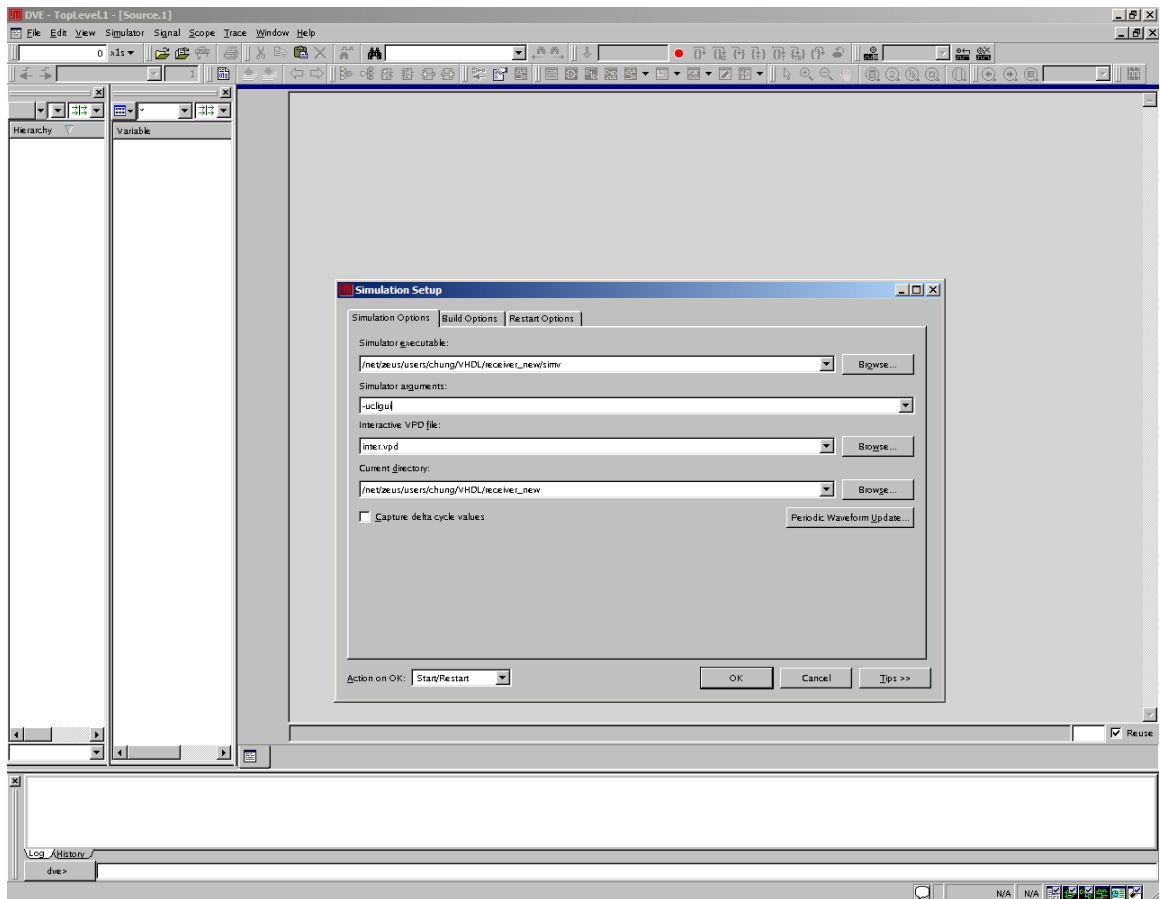 DVE - TopLevel.1 - [Source.1]
File Edit View Simulator Signal Scope Trace Window Help
0 x1s
1
Hierarchy
Variable
*
Simulation Setup
Simulation Options Build Options Restart Options
Simulator executable:
/net/zeus/users/chung/VHDL/receiver_new/simv Browse...
Simulator arguments:
-ucligui
Interactive VPD file:
inter.vpd Browse...
Current directory:
/net/zeus/users/chung/VHDL/receiver_new Browse...
Capture delta cycle values Periodic Waveform Update...
Action on OK: Start/Restart OK Cancel Tips >>
Reuse
Log History
dve>
N/A N/A